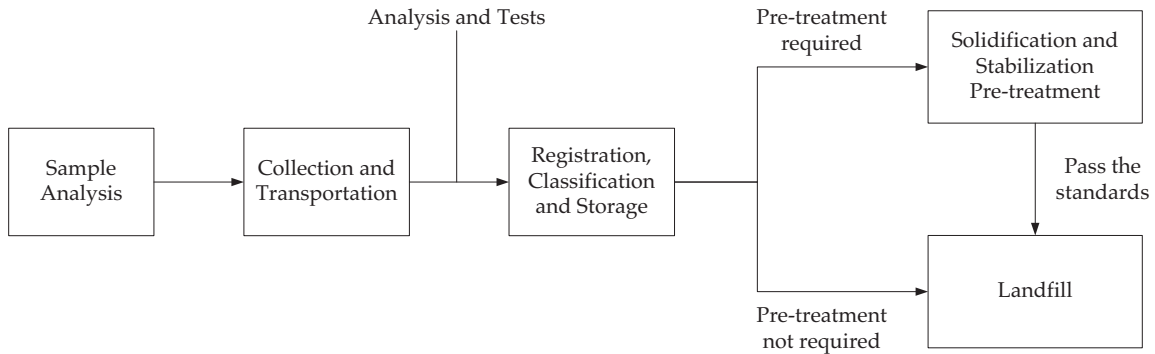 Analysis and Tests
Pre-treatment
required
Solidification and
Stabilization
Pre-treatment
Sample
Analysis
Collection and
Transportation
Registration,
Classification
and Storage
Pass the
standards
Landfill
Pre-treatment
not required